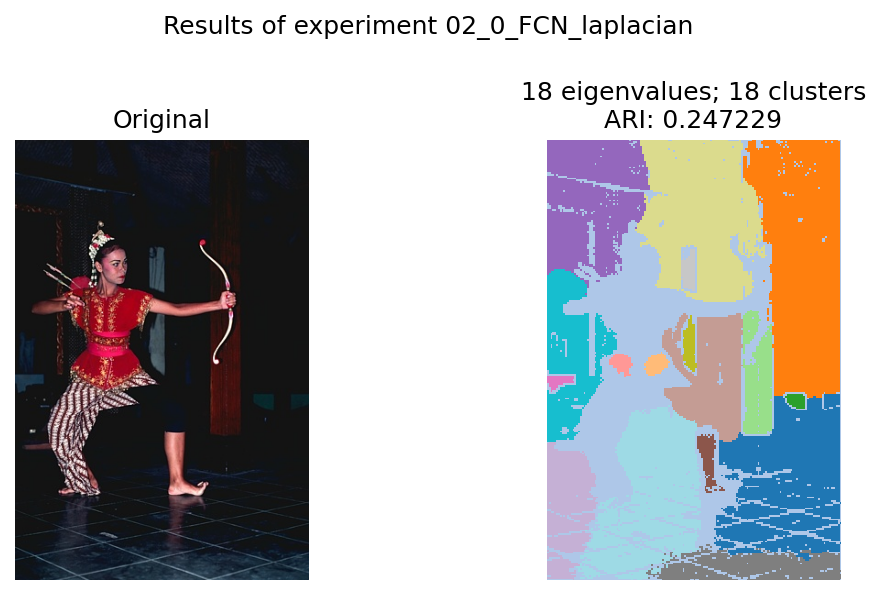 Results of experiment 02_0_FCN_laplacian
Original
18 eigenvalues; 18 clusters
ARI: 0.247229